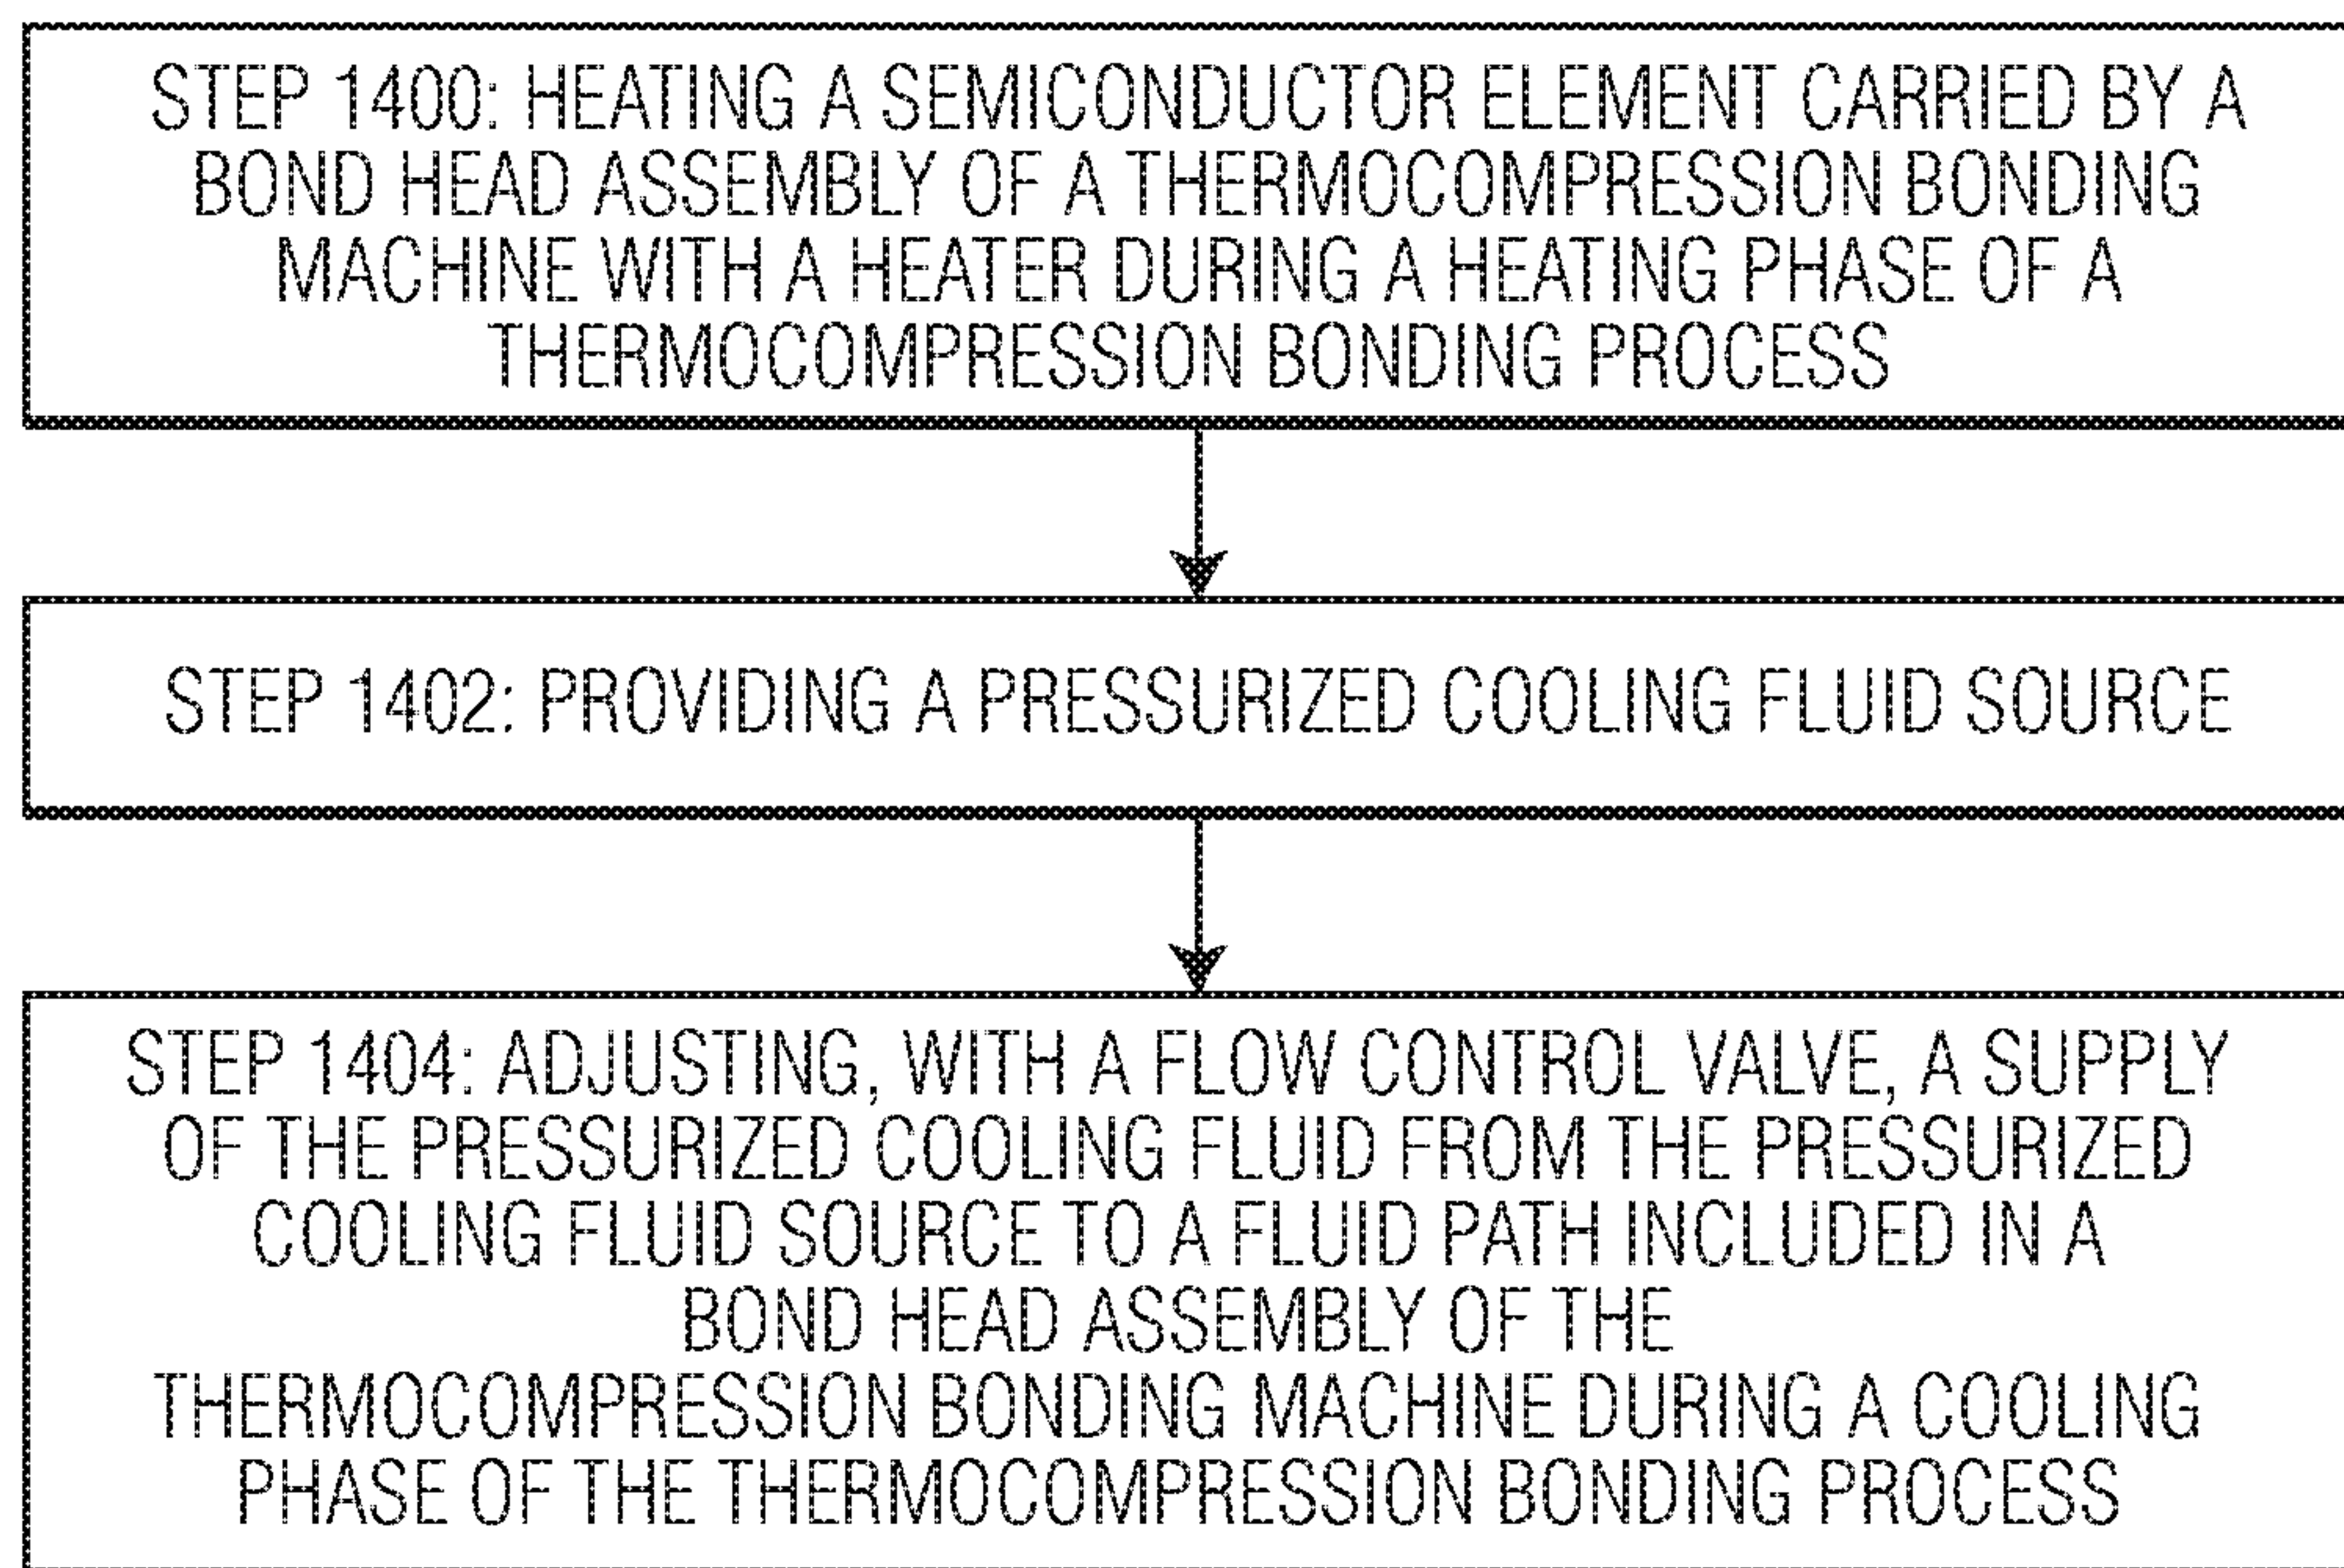 STEP 1400: HEATING A SEMICONDUCTOR ELEMENT CARRIED BY A
BOND HEAD ASSEMBLY OF A THERMOCOMPRESSION BONDING
MACHINE WITH A HEATER DURING A HEATING PHASE OF A
THERMOCOMPRESSION BONDING PROCESS
STEP 1402: PROVIDING A PRESSURIZED COOLING FLUID SOURCE
STEP 1404: ADJUSTING, WITH A FLOW CONTROL VALVE, A SUPPLY
OF THE PRESSURIZED COOLING FLUID FROM THE PRESSURIZED
COOLING FLUID SOURCE TO A FLUID PATH INCLUDED IN A
BOND HEAD ASSEMBLY OF THE
THERMOCOMPRESSION BONDING MACHINE DURING A COOLING
PHASE OF THE THERMOCOMPRESSION BONDING PROCESS